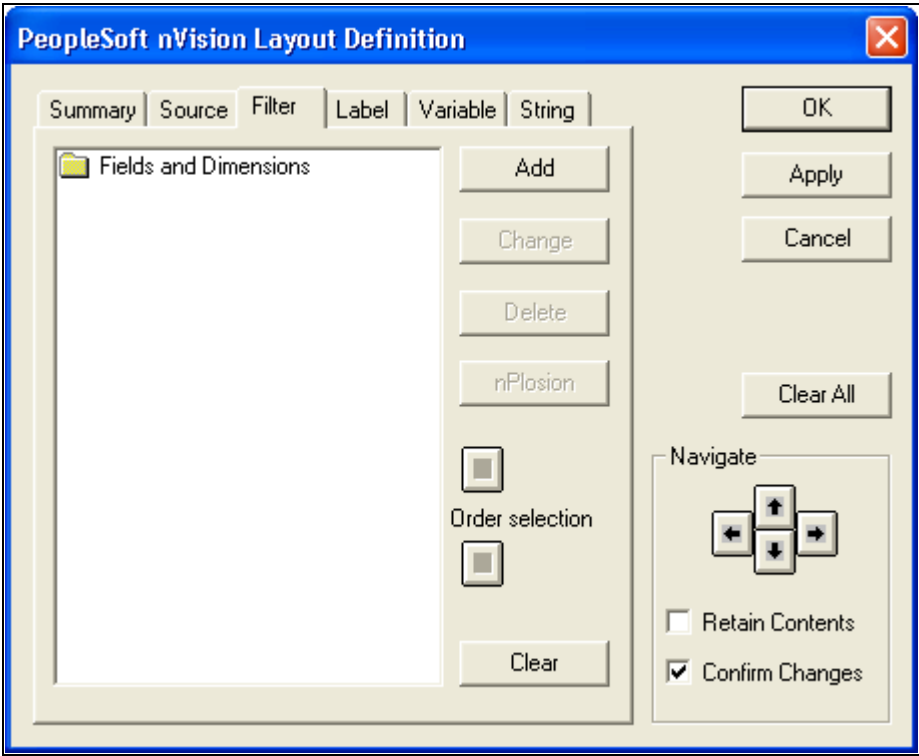 PeopleSoft nVision Layout Definition
Summary
Source
Filter
Label
Variable
String
Fields and Dimensions
Add
Change
Delete
nPlosion
Order selection
Clear
OK
Apply
Cancel
Clear All
Navigate
Retain Contents
Confirm Changes